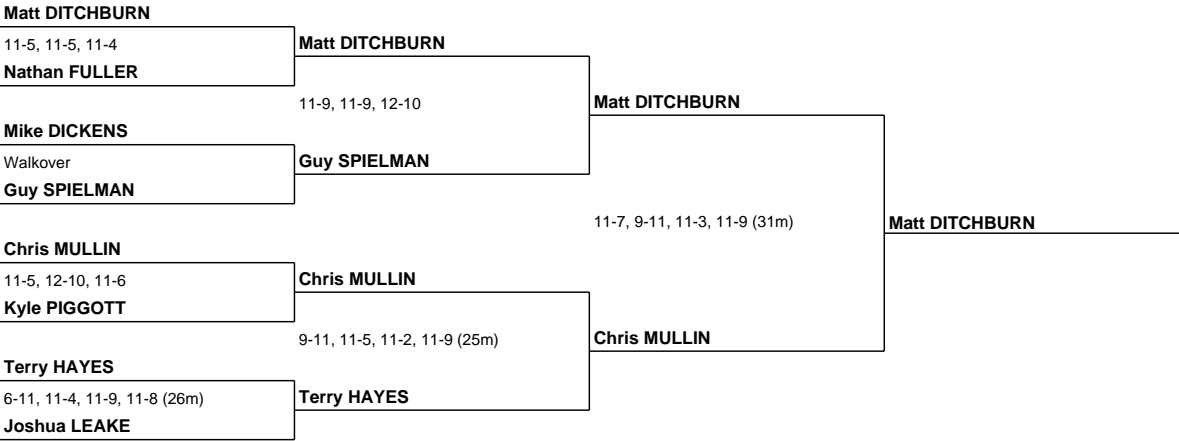 Matt DITCHBURN
11-5, 11-5, 11-4
Nathan FULLER
Mike DICKENS
Walkover
Guy SPIELMAN
Chris MULLIN
11-5, 12-10, 11-6
Kyle PIGGOTT
Terry HAYES
6-11, 11-4, 11-9, 11-8 (26m)
Joshua LEAKE
Matt DITCHBURN
11-9, 11-9, 12-10
Guy SPIELMAN
Chris MULLIN
9-11, 11-5, 11-2, 11-9 (25m)
Terry HAYES
Matt DITCHBURN
11-7, 9-11, 11-3, 11-9 (31m)
Chris MULLIN
Matt DITCHBURN